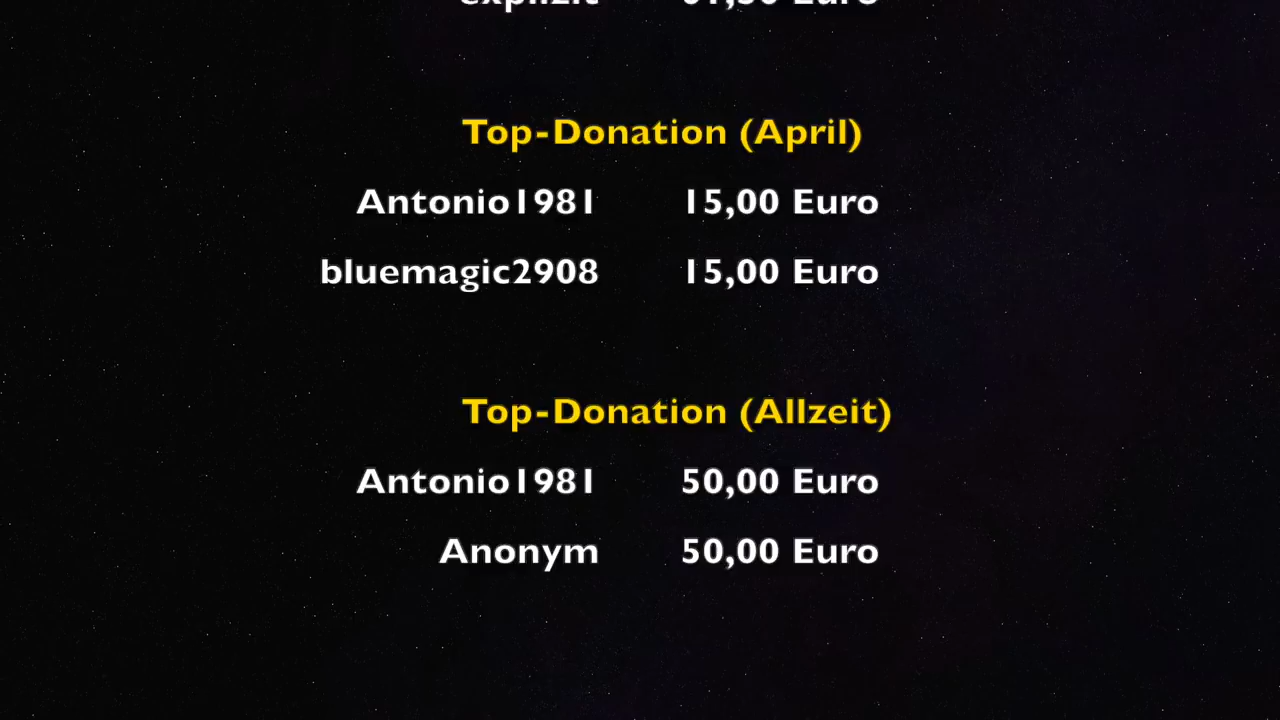 explizit
Top-Donation (April)
Antonio1981 15,00 Euro
bluemagic2908 15,00 Euro
Top-Donation (Allzeit)
Antonio1981 50,00 Euro
Anonym 50,00 Euro